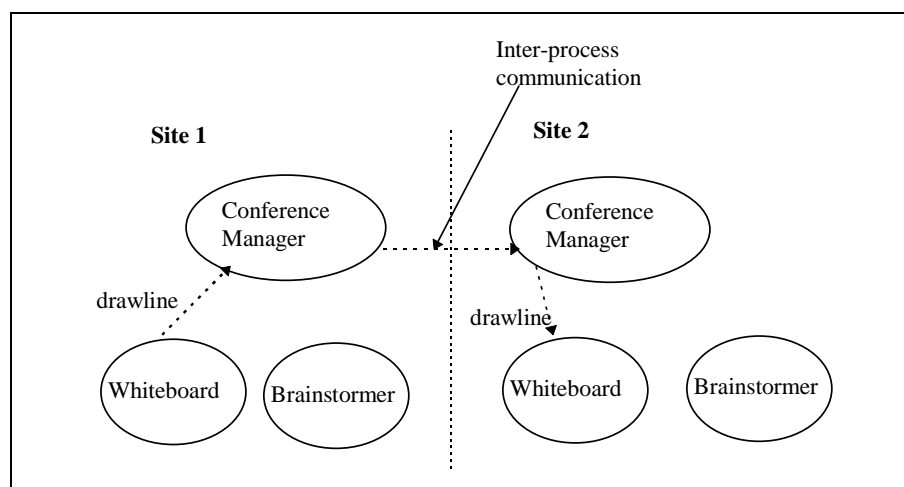 Inter-process
communication
Site 1
Site 2
Conference
Manager
Conference
Manager
drawline
drawline
Whiteboard
Brainstormer
Whiteboard
Brainstormer